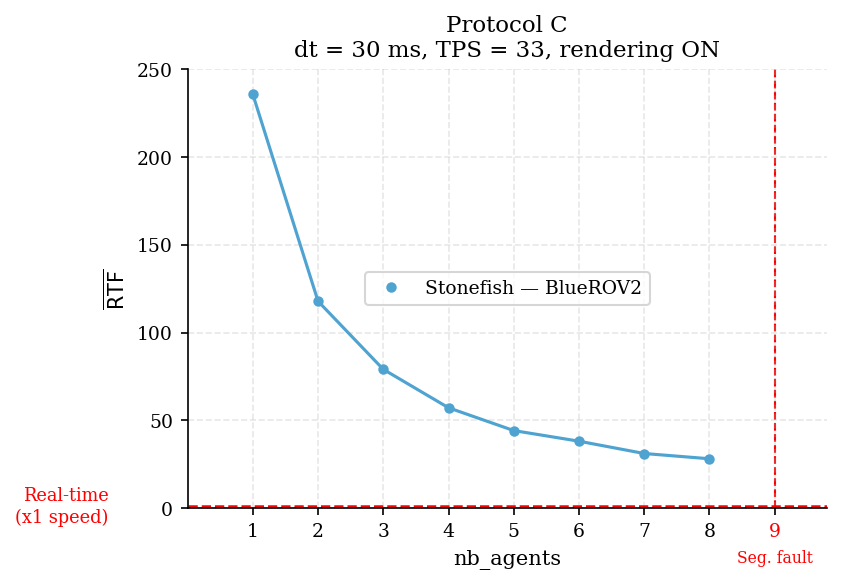 Protocol C
dt = 30 ms, TPS = 33, rendering ON
250
200
150
100
50
0
RTF
Stonefish — BlueROV2
Real-time
(x1 speed)
1 2 3 4 5 6 7 8 9
nb_agents
Seg. fault